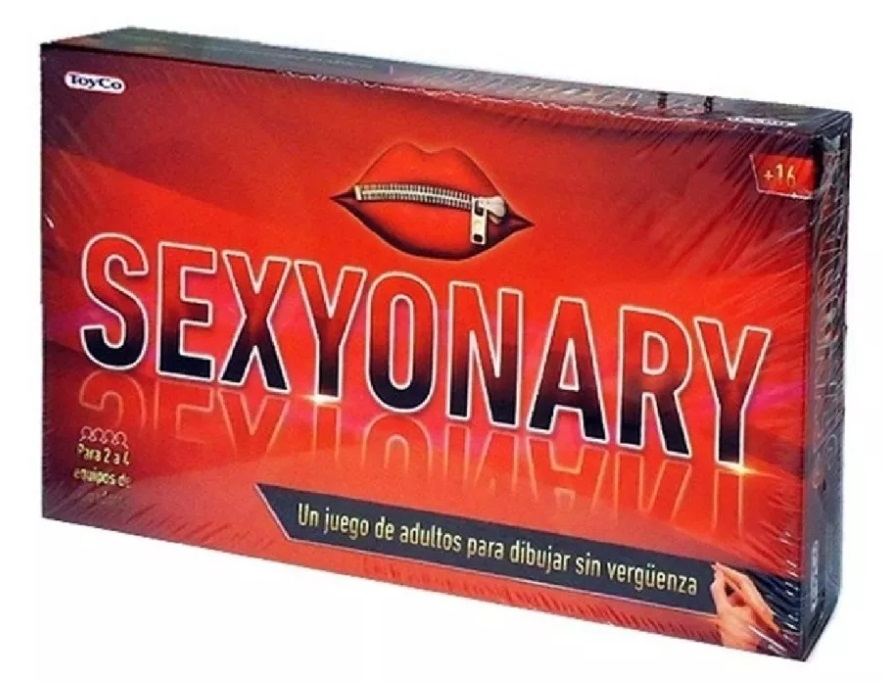 ToyCo
+16
SEXYONARY
Para 2 a 4
equipos de
Un juego de adultos para dibujar sin vergüenza